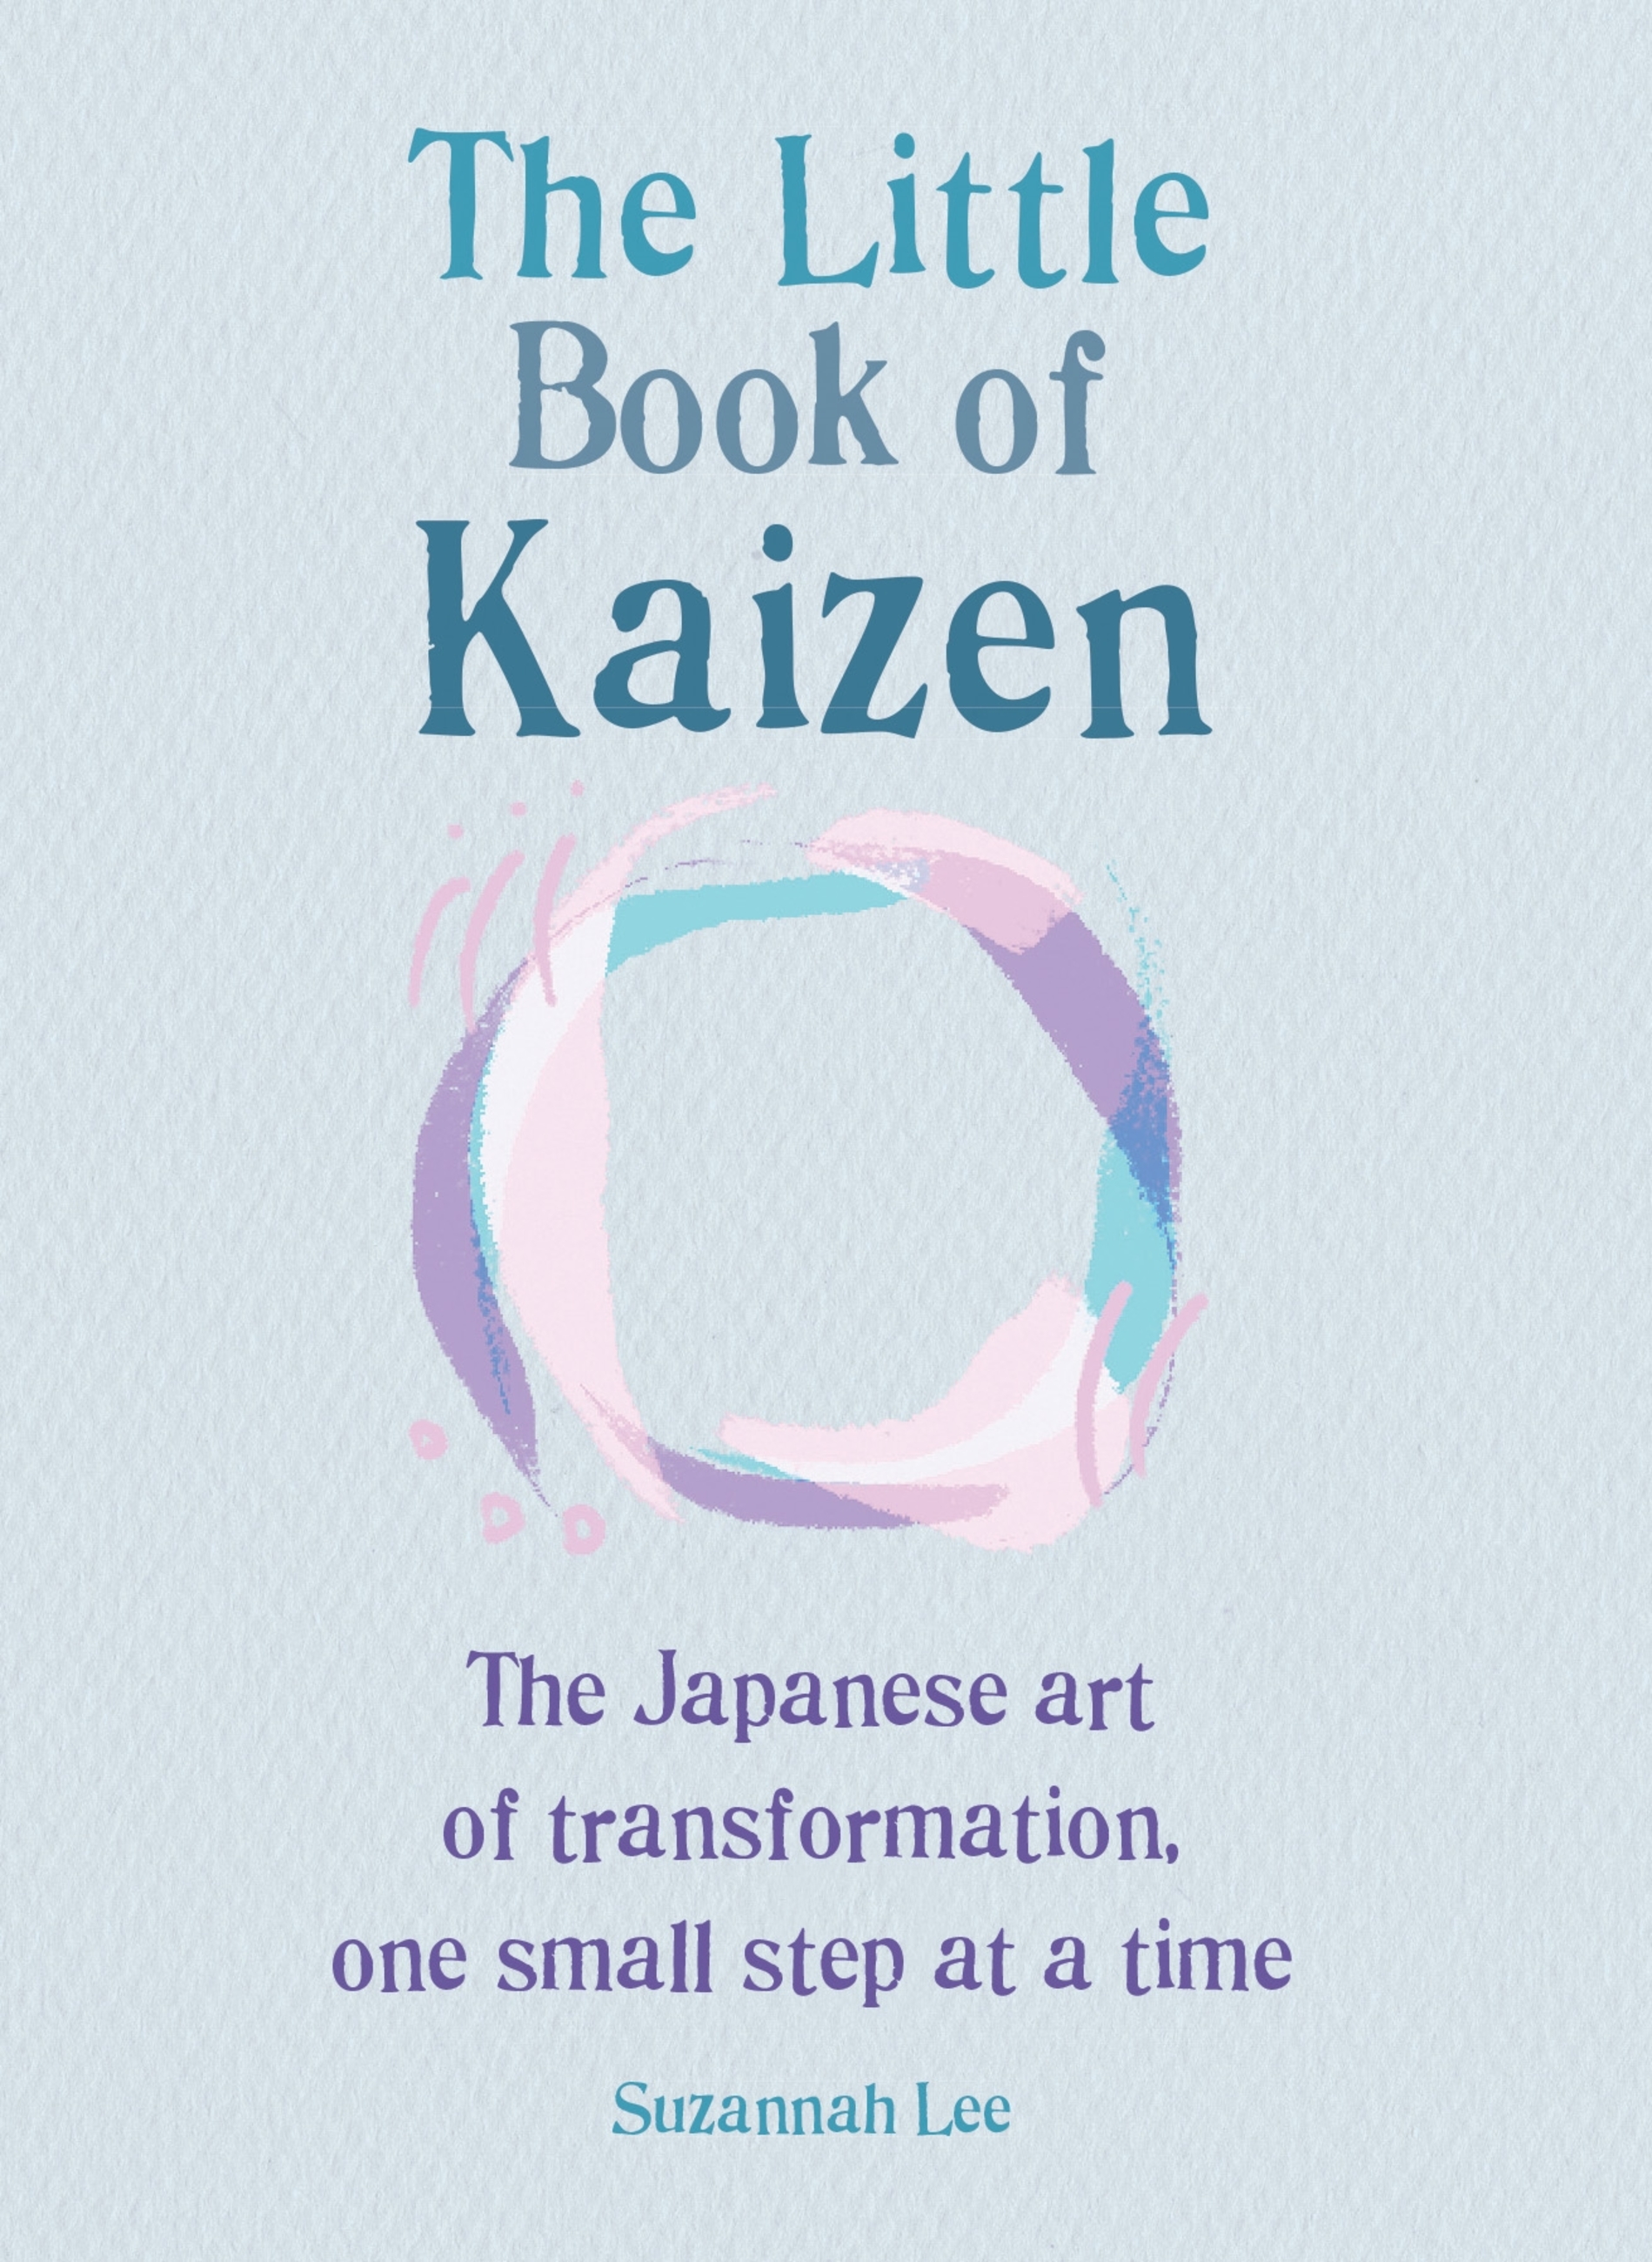 The Little
Book of
Kaizen
The Japanese art
of transformation,
one small step at a time
Suzannah Lee